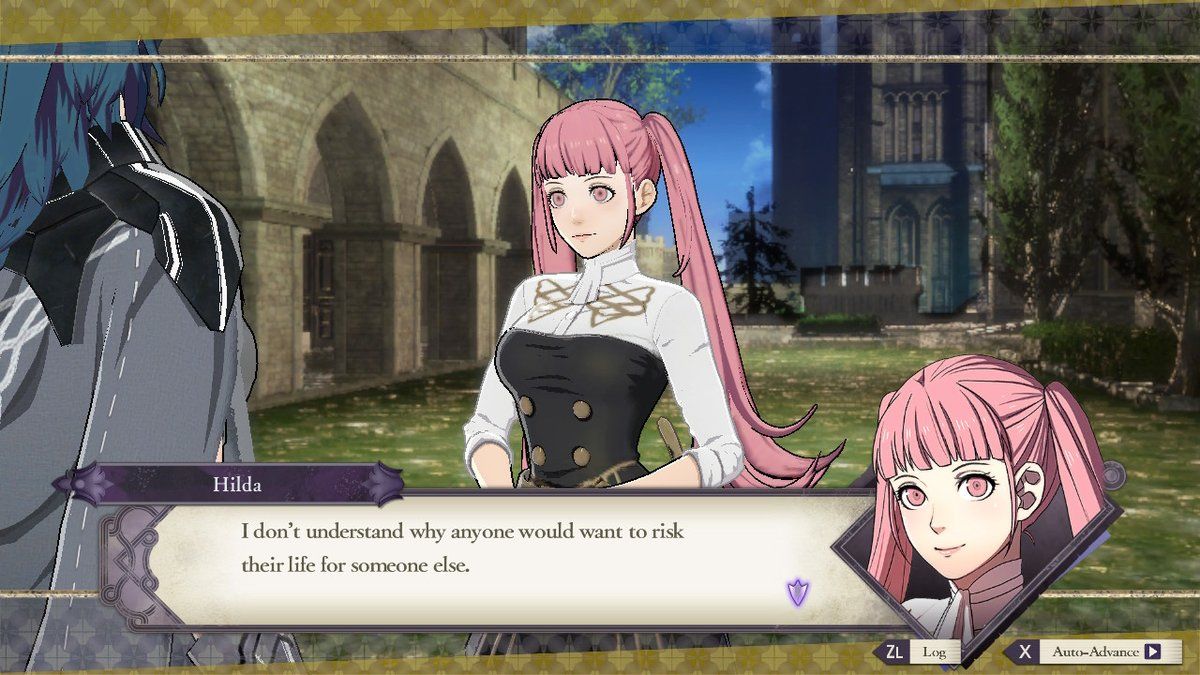 Hilda
I don't understand why anyone would want to risk
their life for someone else.
ZL Log
X Auto-Advance